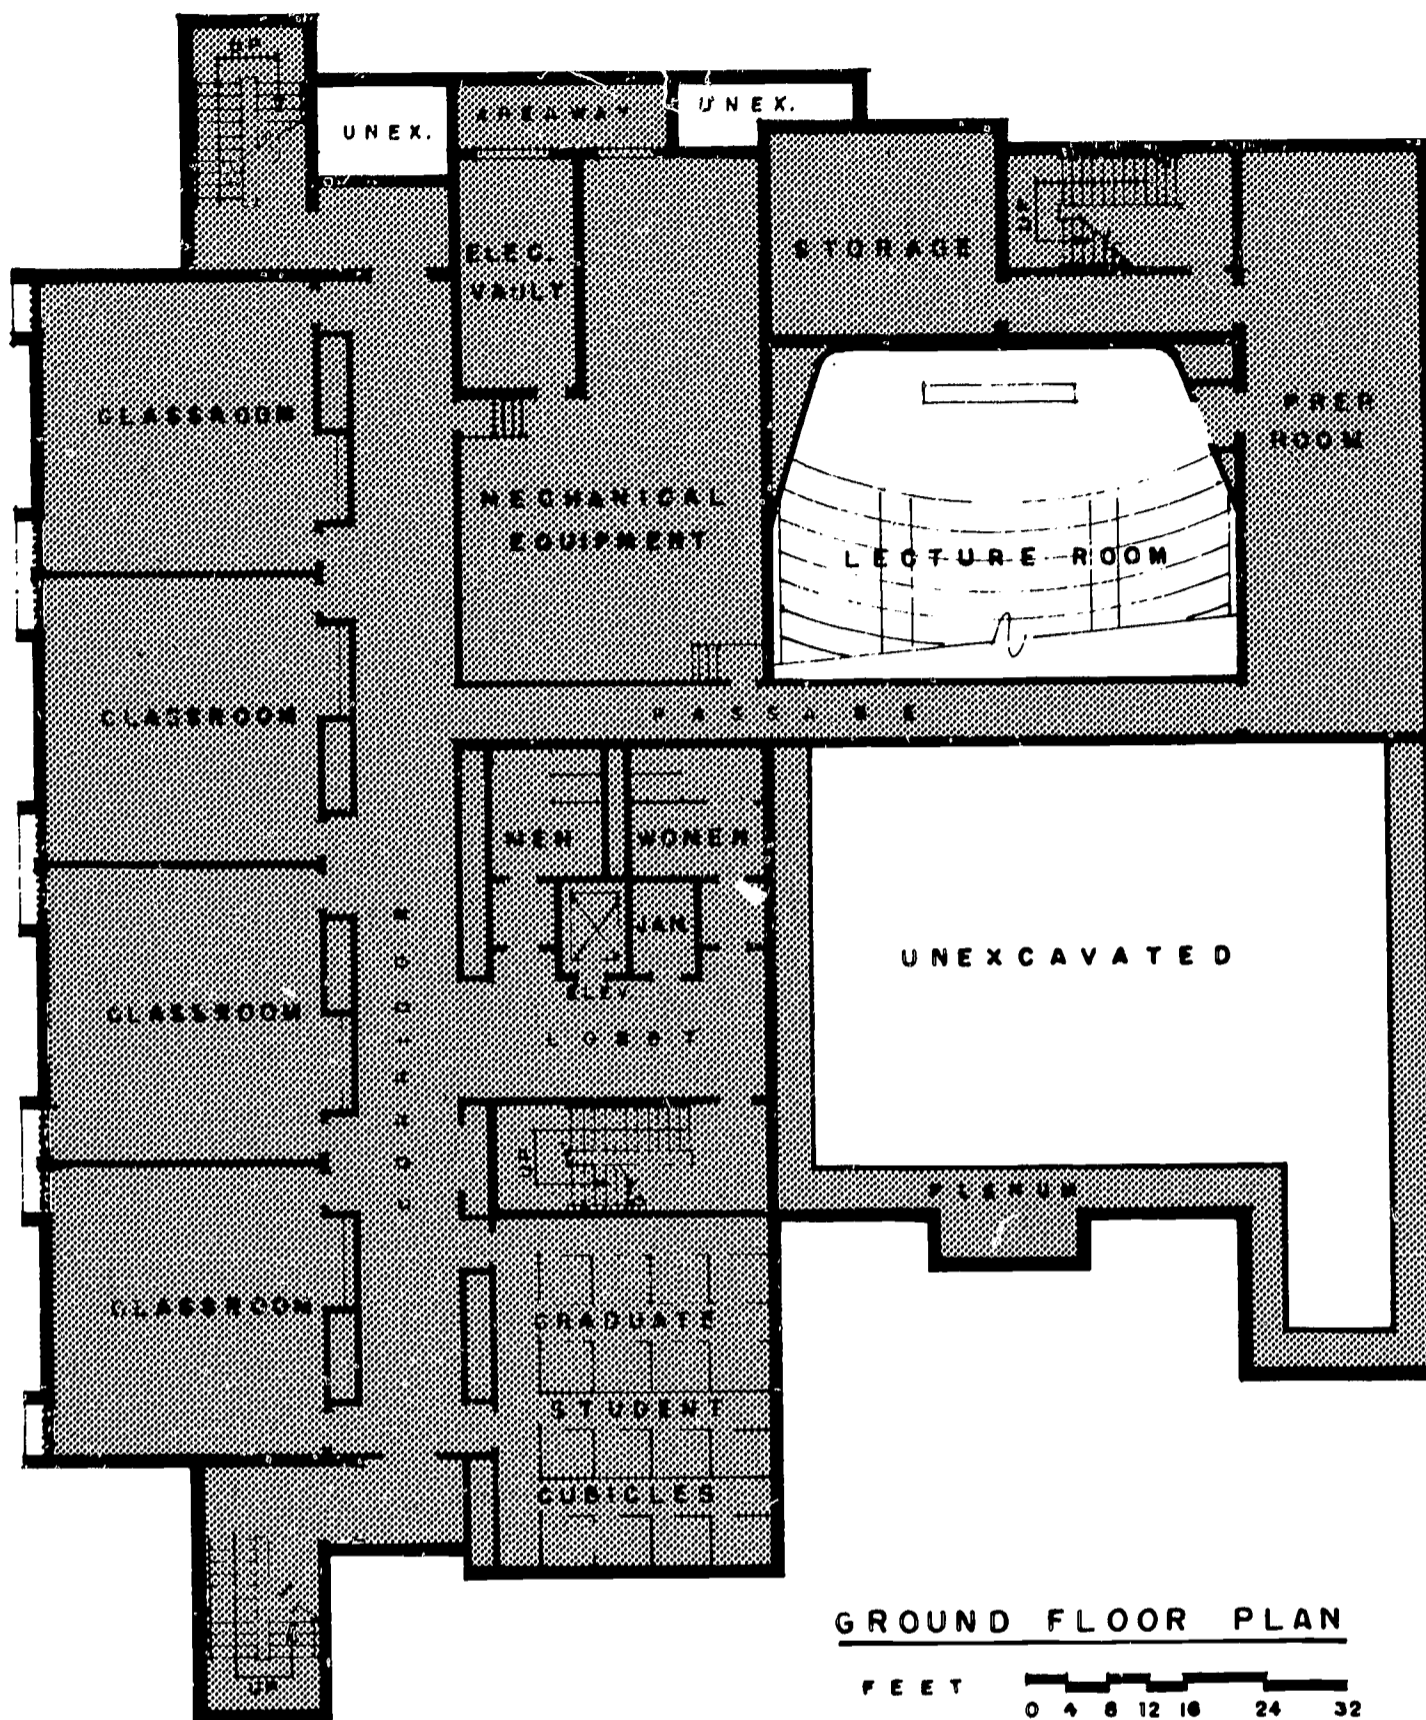 UP
UNEX.
AREAWAY
UNEX.
ELEC.
VAULT
STORAGE
UP
CLASSROOM
PREP
ROOM
MECHANICAL
EQUIPMENT
LECTURE ROOM
CLASSROOM
PASSAGE
MEN
WOMEN
JAN
ELEV
LOBBY
CORRIDOR
UNEXCAVATED
CLASSROOM
UP
PLENUM
CLASSROOM
GRADUATE
STUDENT
CUBICLES
UP
GROUND FLOOR PLAN
FEET
0 4 8 12 16 24 32